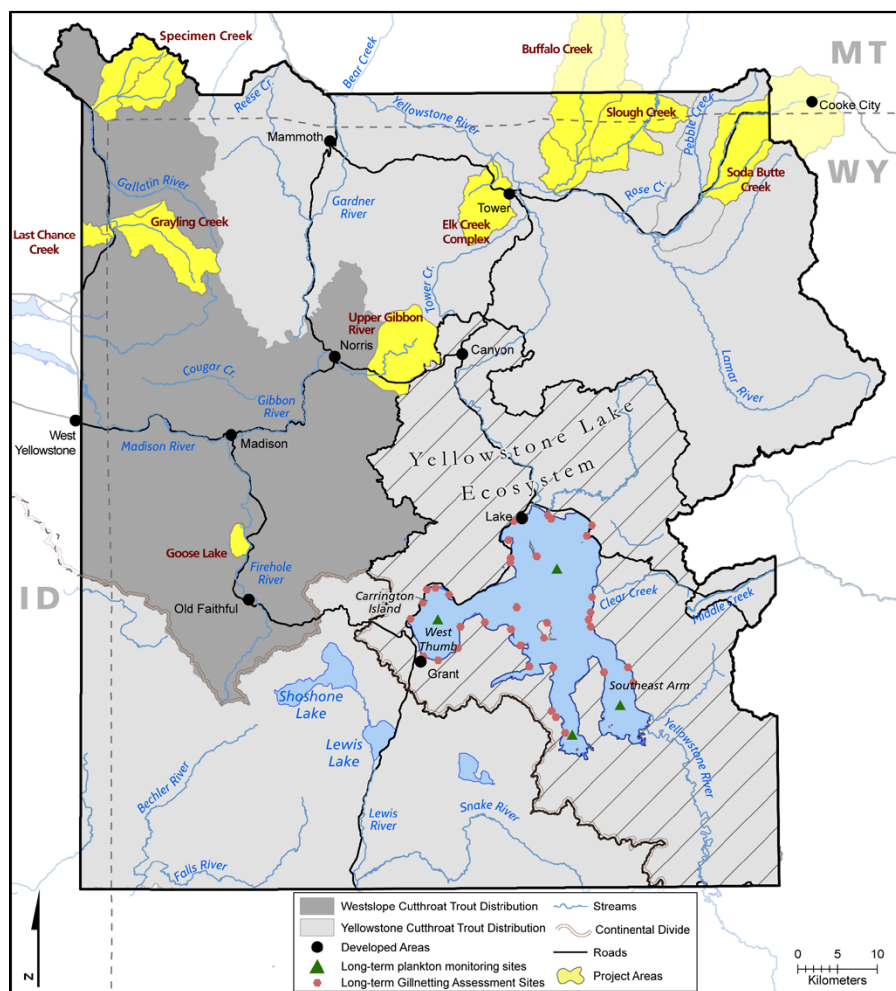 Specimen Creek
Bear Creek
Buffalo Creek
MT
Reese Cr.
Yellowstone River
Cooke City
Mammoth
Slough Creek
Pebble Creek
WY
Gallatin River
Gardner
River
Rose Cr.
Soda Butte
Creek
Last Chance
Creek
Grayling Creek
Tower
Elk Creek
Complex
Tower Cr.
Upper Gibbon
River
Norris
Canyon
Lamar River
Cougar Cr.
Gibbon
River
West
Yellowstone
Madison River
Madison
Yellowstone Lake
Ecosystem
Lake
Goose Lake
Firehole
River
ID
Old Faithful
Carrington
Island
Clear Creek
Middle Creek
West
Thumb
Grant
Southeast Arm
Shoshone
Lake
Lewis
Lake
Yellowstone River
Bechler River
Snake River
Lewis
River
Falls River
N
Westslope Cutthroat Trout Distribution
Yellowstone Cutthroat Trout Distribution
Developed Areas
Long-term plankton monitoring sites
Long-term Gillnetting Assessment Sites
Streams
Continental Divide
Roads
Project Areas
0 5 10
Kilometers